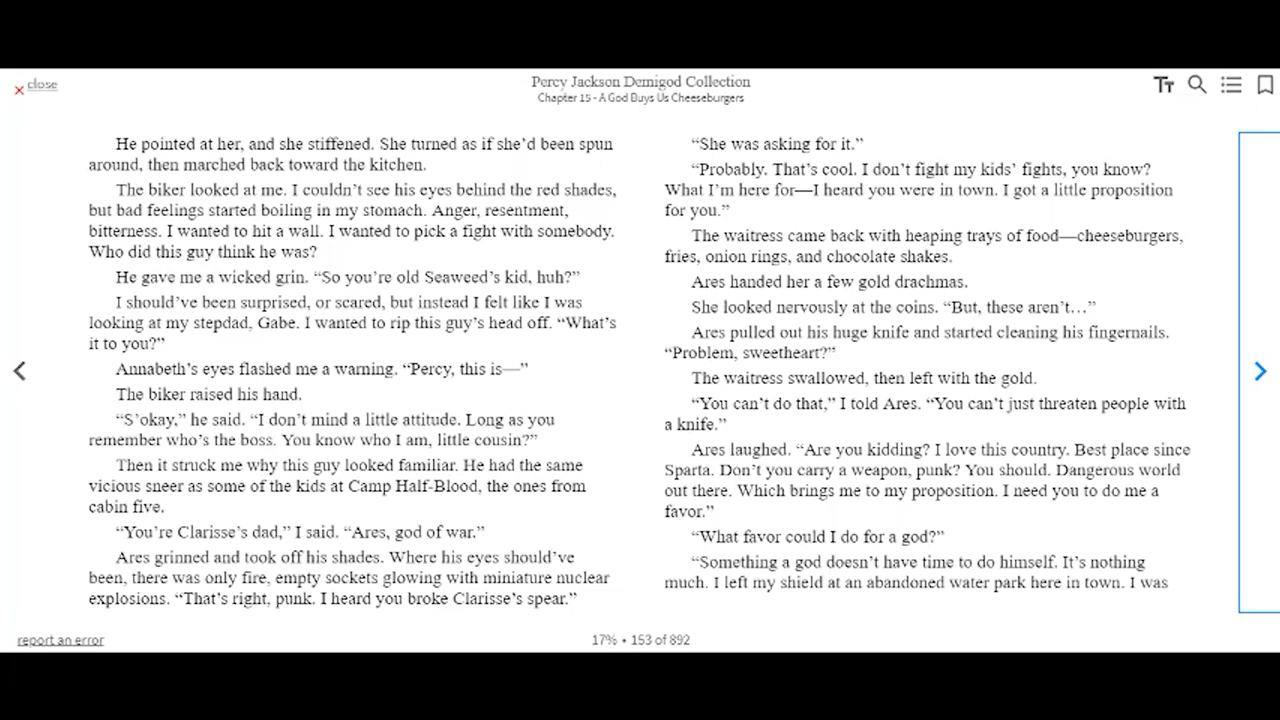 × close
Percy Jackson Demigod Collection
Chapter 15 - A God Buys Us Cheeseburgers
He pointed at her, and she stiffened. She turned as if she’d been spun
around, then marched back toward the kitchen.
The biker looked at me. I couldn’t see his eyes behind the red shades,
but bad feelings started boiling in my stomach. Anger, resentment,
bitterness. I wanted to hit a wall. I wanted to pick a fight with somebody.
Who did this guy think he was?
He gave me a wicked grin. “So you’re old Seaweed’s kid, huh?”
I should’ve been surprised, or scared, but instead I felt like I was
looking at my stepdad, Gabe. I wanted to rip this guy’s head off. “What’s
it to you?”
Annabeth’s eyes flashed me a warning. “Percy, this is—”
The biker raised his hand.
“S’okay,” he said. “I don’t mind a little attitude. Long as you
remember who’s the boss. You know who I am, little cousin?”
Then it struck me why this guy looked familiar. He had the same
vicious sneer as some of the kids at Camp Half-Blood, the ones from
cabin five.
“You’re Clarisse’s dad,” I said. “Ares, god of war.”
Ares grinned and took off his shades. Where his eyes should’ve
been, there was only fire, empty sockets glowing with miniature nuclear
explosions. “That’s right, punk. I heard you broke Clarisse’s spear.”
“She was asking for it.”
“Probably. That’s cool. I don’t fight my kids’ fights, you know?
What I’m here for—I heard you were in town. I got a little proposition
for you.”
The waitress came back with heaping trays of food—cheeseburgers,
fries, onion rings, and chocolate shakes.
Ares handed her a few gold drachmas.
She looked nervously at the coins. “But, these aren’t…”
Ares pulled out his huge knife and started cleaning his fingernails.
“Problem, sweetheart?”
The waitress swallowed, then left with the gold.
“You can’t do that,” I told Ares. “You can’t just threaten people with
a knife.”
Ares laughed. “Are you kidding? I love this country. Best place since
Sparta. Don’t you carry a weapon, punk? You should. Dangerous world
out there. Which brings me to my proposition. I need you to do me a
favor.”
“What favor could I do for a god?”
“Something a god doesn’t have time to do himself. It’s nothing
much. I left my shield at an abandoned water park here in town. I was
report an error
17% • 153 of 892